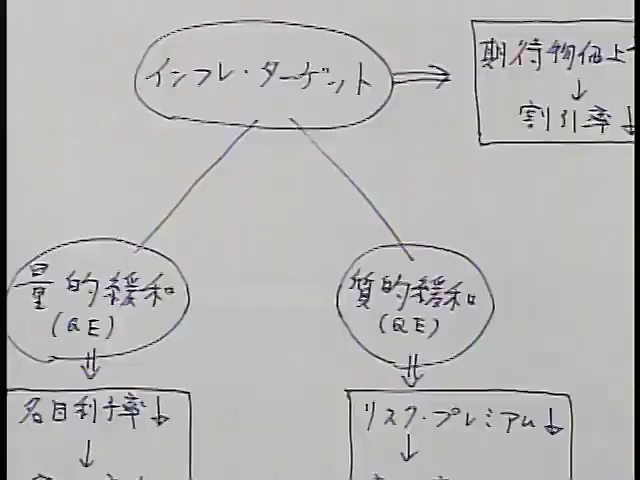 インフレ・ターゲット
期待物価上
↓
割引率↓
量的緩和
(QE)
質的緩和
(QE)
名目利子率↓
↓
リスク・プレミアム↓
↓